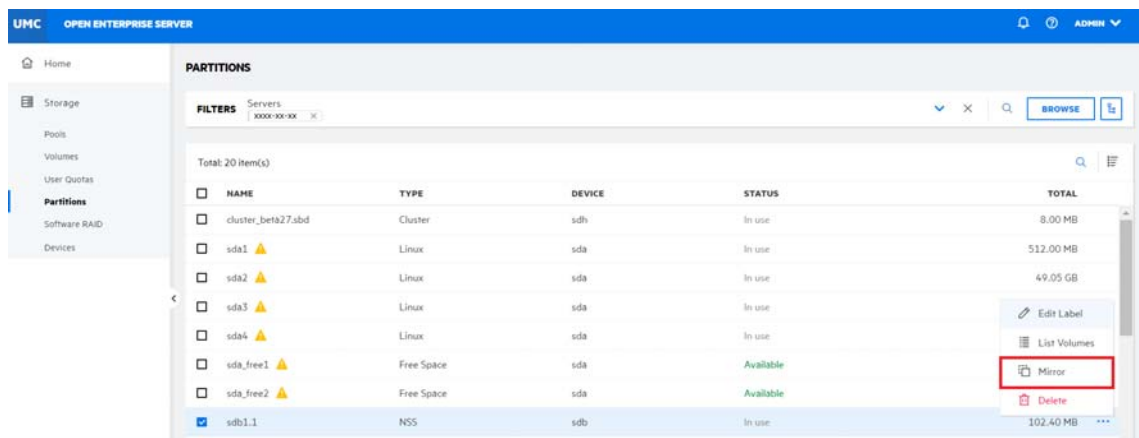 UMC OPEN ENTERPRISE SERVER ADMIN
Home
Storage
Pools
Volumes
User Quotas
Partitions
Software RAID
Devices
PARTITIONS
FILTERS Servers
xxxx-xx-xx
BROWSE
Total: 20 item(s)
NAME TYPE DEVICE STATUS TOTAL
cluster_beta27.sbd Cluster sdh In use 8.00 MB
sda1 Linux sda In use 512.00 MB
sda2 Linux sda In use 49.05 GB
sda3 Linux sda In use
sda4 Linux sda In use
sda_free1 Free Space sda Available
sda_free2 Free Space sda Available
sdb1.1 NSS sdb In use 102.40 MB
Edit Label
List Volumes
Mirror
Delete